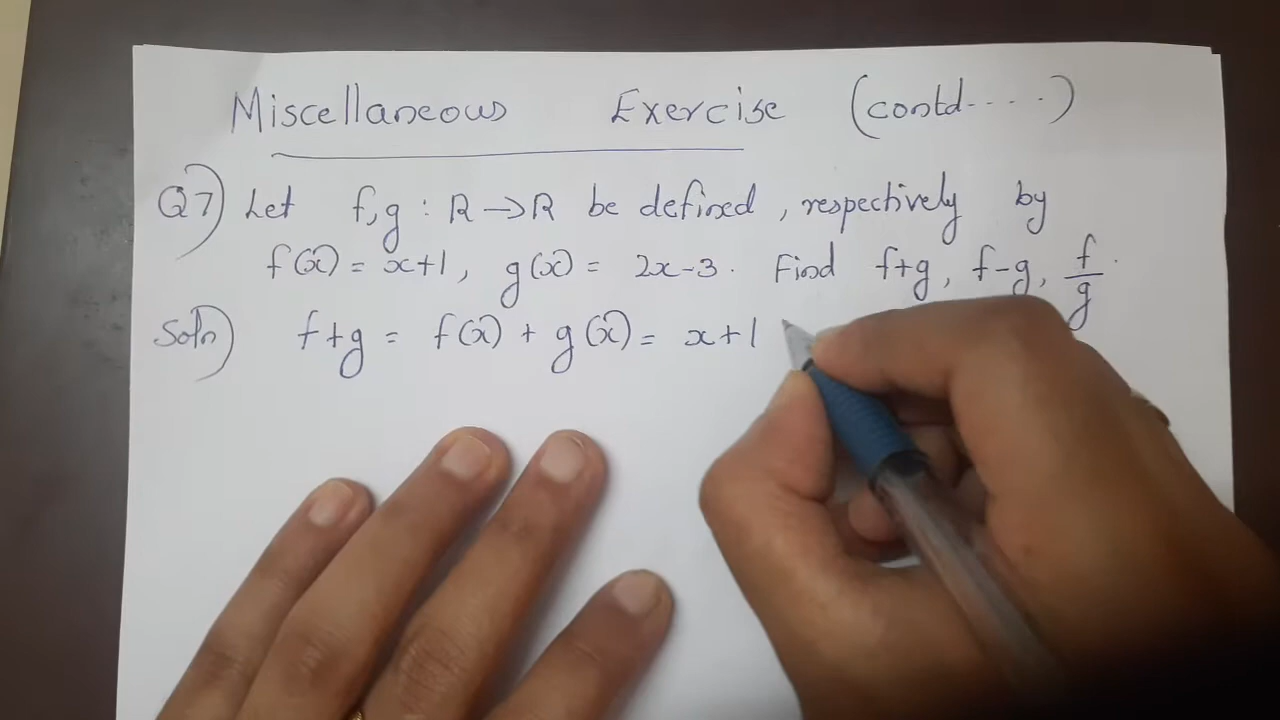 Miscellaneous Exercise (contd....)
Q7) Let f,g : R→R be defined, respectively by
f(x) = x+1, g(x) = 2x-3. Find f+g, f-g, f/g.
Soln) f+g = f(x) + g(x) = x+1